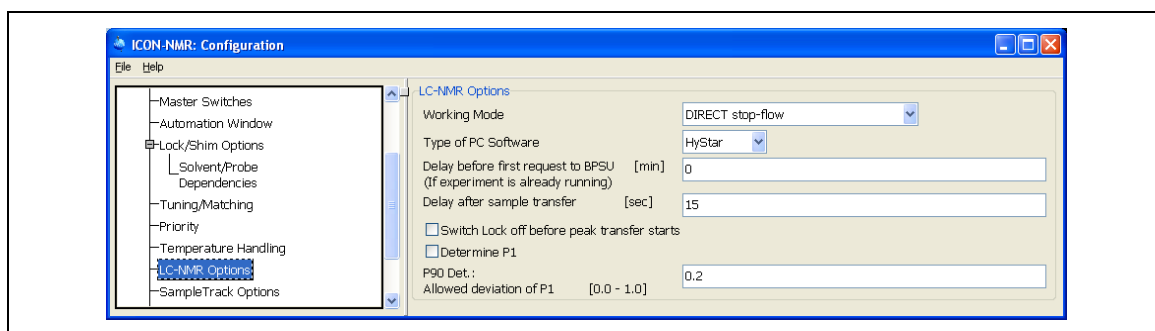 ICON-NMR: Configuration
File Help
Master Switches
Automation Window
Lock/Shim Options
Solvent/Probe
Dependencies
Tuning/Matching
Priority
Temperature Handling
LC-NMR Options
SampleTrack Options
LC-NMR Options
Working Mode DIRECT stop-flow
Type of PC Software HyStar
Delay before first request to BPSU [min] 0
(If experiment is already running)
Delay after sample transfer [sec] 15
Switch Lock off before peak transfer starts
Determine P1
P90 Det.:
Allowed deviation of P1 [0.0 - 1.0] 0.2